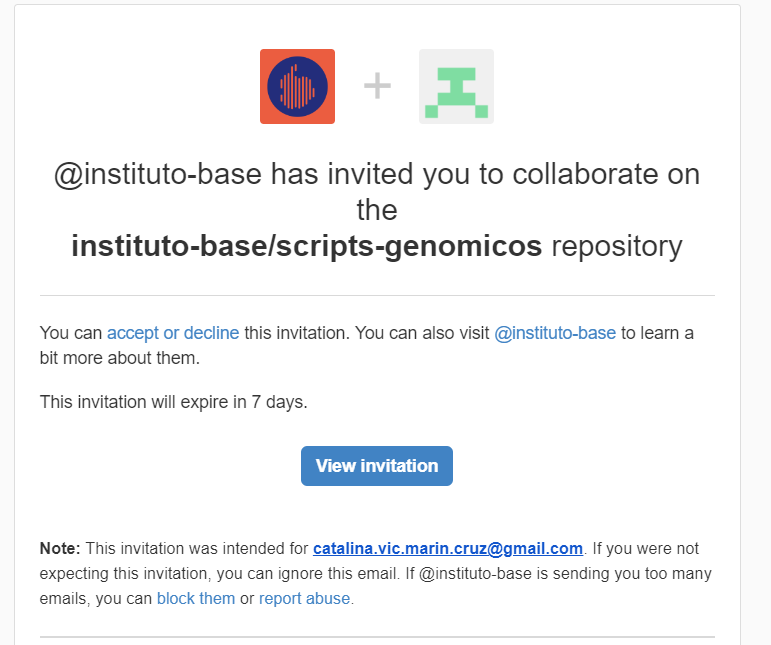 @instituto-base has invited you to collaborate on
the
instituto-base/scripts-genomicos repository
You can accept or decline this invitation. You can also visit @instituto-base to learn a
bit more about them.
This invitation will expire in 7 days.
View invitation
Note: This invitation was intended for catalina.vic.marin.cruz@gmail.com. If you were not
expecting this invitation, you can ignore this email. If @instituto-base is sending you too many
emails, you can block them or report abuse.